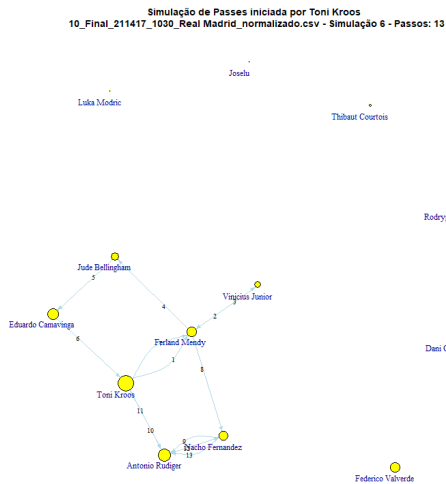 Simulação de Passes iniciada por Toni Kroos
10_Final_211417_1030_Real Madrid_normalizado.csv - Simulação 6 - Passos: 13
Joselu
Luka Modric
Thibaut Courtois
Rodry
Jude Bellingham
5
4
Vinicius Junior
2
Eduardo Camavinga
6
Ferland Mendy
Dani
1
8
Toni Kroos
11
10
9
Nacho Fernandez
13
Antonio Rudiger
Federico Valverde